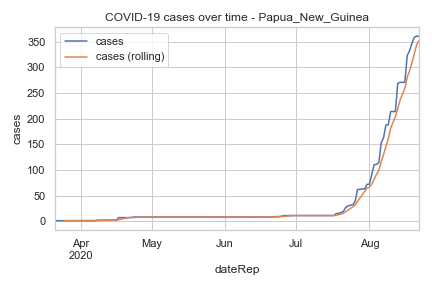 COVID-19 cases over time - Papua_New_Guinea
cases
cases (rolling)
350
300
250
200
150
100
50
0
cases
Apr
2020
May
Jun
Jul
Aug
dateRep